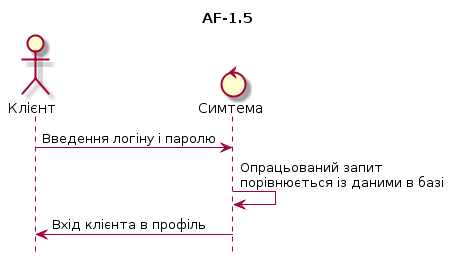 AF-1.5
Клієнт
Симтема
Введення логіну і паролю
Опрацьований запит
порівнюється із даними в базі
Вхід клієнта в профіль